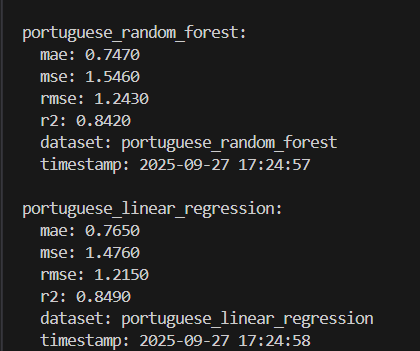 portuguese_random_forest:
mae: 0.7470
mse: 1.5460
rmse: 1.2430
r2: 0.8420
dataset: portuguese_random_forest
timestamp: 2025-09-27 17:24:57
portuguese_linear_regression:
mae: 0.7650
mse: 1.4760
rmse: 1.2150
r2: 0.8490
dataset: portuguese_linear_regression
timestamp: 2025-09-27 17:24:58